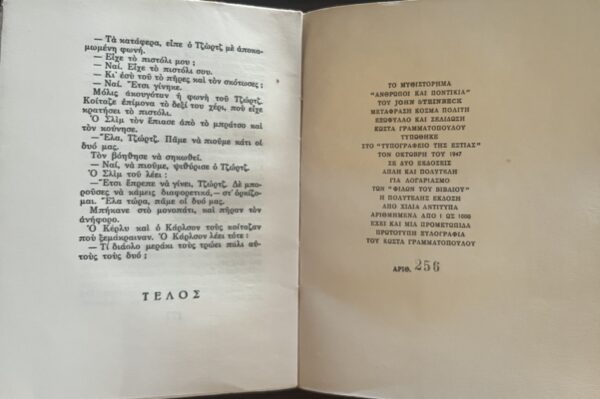 — Τὰ κατάφερα, εἶπε ὁ Τζὼρτζ μὲ ἀποκα-
μωμένη φωνή.
— Εἶχε τὸ πιστόλι μου ;
— Ναί. Εἶχε τὸ πιστόλι σου.
— Κι' ἐσὺ τοῦ τὸ πῆρες καὶ τὸν σκότωσες ;
— Ναί. Ἔτσι γίνηκε.
Μόλις ἀκουγόταν ἡ φωνὴ τοῦ Τζώρτζ.
Κοίταζε ἐπίμονα τὸ δεξί του χέρι, ποὺ εἶχε
κρατήσει τὸ πιστόλι.
Ὁ Σλὶμ τὸν ἔπιασε ἀπὸ τὸ μπράτσο καὶ
τὸν κούνησε.
— Ἔλα, Τζώρτζ. Πᾶμε νὰ πιοῦμε κάτι οἱ
δυό μας.
Τὸν βοήθησε νὰ σηκωθεῖ.
— Ναί, νὰ πιοῦμε, ψιθύρισε ὁ Τζώρτζ.
Ὁ Σλὶμ τοῦ λέει :
— Ἔτσι ἔπρεπε νὰ γίνει, Τζώρτζ. Δὲ μπο-
ροῦσες νὰ κάμεις διαφορετικά,— στ' ὁρκίζο-
μαι. Ἔλα τώρα, πᾶμε οἱ δυό μας.
Μπήκανε στὸ μονοπάτι, καὶ πῆραν τὸν
ἀνήφορο.
Ὁ Κέρλυ καὶ ὁ Κάρλσον τοὺς κοίταζαν
ποὺ ξεμάκραιναν. Ὁ Κάρλσον λέει τότε :
— Τί διάολο μεράκι τοὺς τρώει πάλι αὐ-
τοὺς τοὺς δυό ;
ΤΕΛΟΣ
ΤΟ ΜΥΘΙΣΤΟΡΗΜΑ
"ΑΝΘΡΩΠΟΙ ΚΑΙ ΠΟΝΤΙΚΙΑ"
ΤΟΥ JOHN STEINBECK
ΜΕΤΑΦΡΑΣΗ ΚΟΣΜΑ ΠΟΛΙΤΗ
ΕΞΩΦΥΛΛΟ ΚΑΙ ΣΕΛΙΔΩΣΗ
ΚΩΣΤΑ ΓΡΑΜΜΑΤΟΠΟΥΛΟΥ
ΤΥΠΩΘΗΚΕ
ΣΤΟ "ΤΥΠΟΓΡΑΦΕΙΟ ΤΗΣ ΕΣΤΙΑΣ"
ΤΟΝ ΟΚΤΩΒΡΗ ΤΟΥ 1947
ΣΕ ΔΥΟ ΕΚΔΟΣΕΙΣ
ΑΠΛΗ ΚΑΙ ΠΟΛΥΤΕΛΗ
ΓΙΑ ΛΟΓΑΡΙΑΣΜΟ
ΤΩΝ "ΦΙΛΩΝ ΤΟΥ ΒΙΒΛΙΟΥ"
Η ΠΟΛΥΤΕΛΗΣ ΕΚΔΟΣΗ
ΑΠΟ ΧΙΛΙΑ ΑΝΤΙΤΥΠΑ
ΑΡΙΘΜΗΜΕΝΑ ΑΠΟ 1 ΩΣ 1000
ΕΧΕΙ ΚΑΙ ΜΙΑ ΠΡΟΜΕΤΩΠΙΔΑ
ΠΡΩΤΟΤΥΠΗ ΞΥΛΟΓΡΑΦΙΑ
ΤΟΥ ΚΩΣΤΑ ΓΡΑΜΜΑΤΟΠΟΥΛΟΥ
ΑΡΙΘ. 256